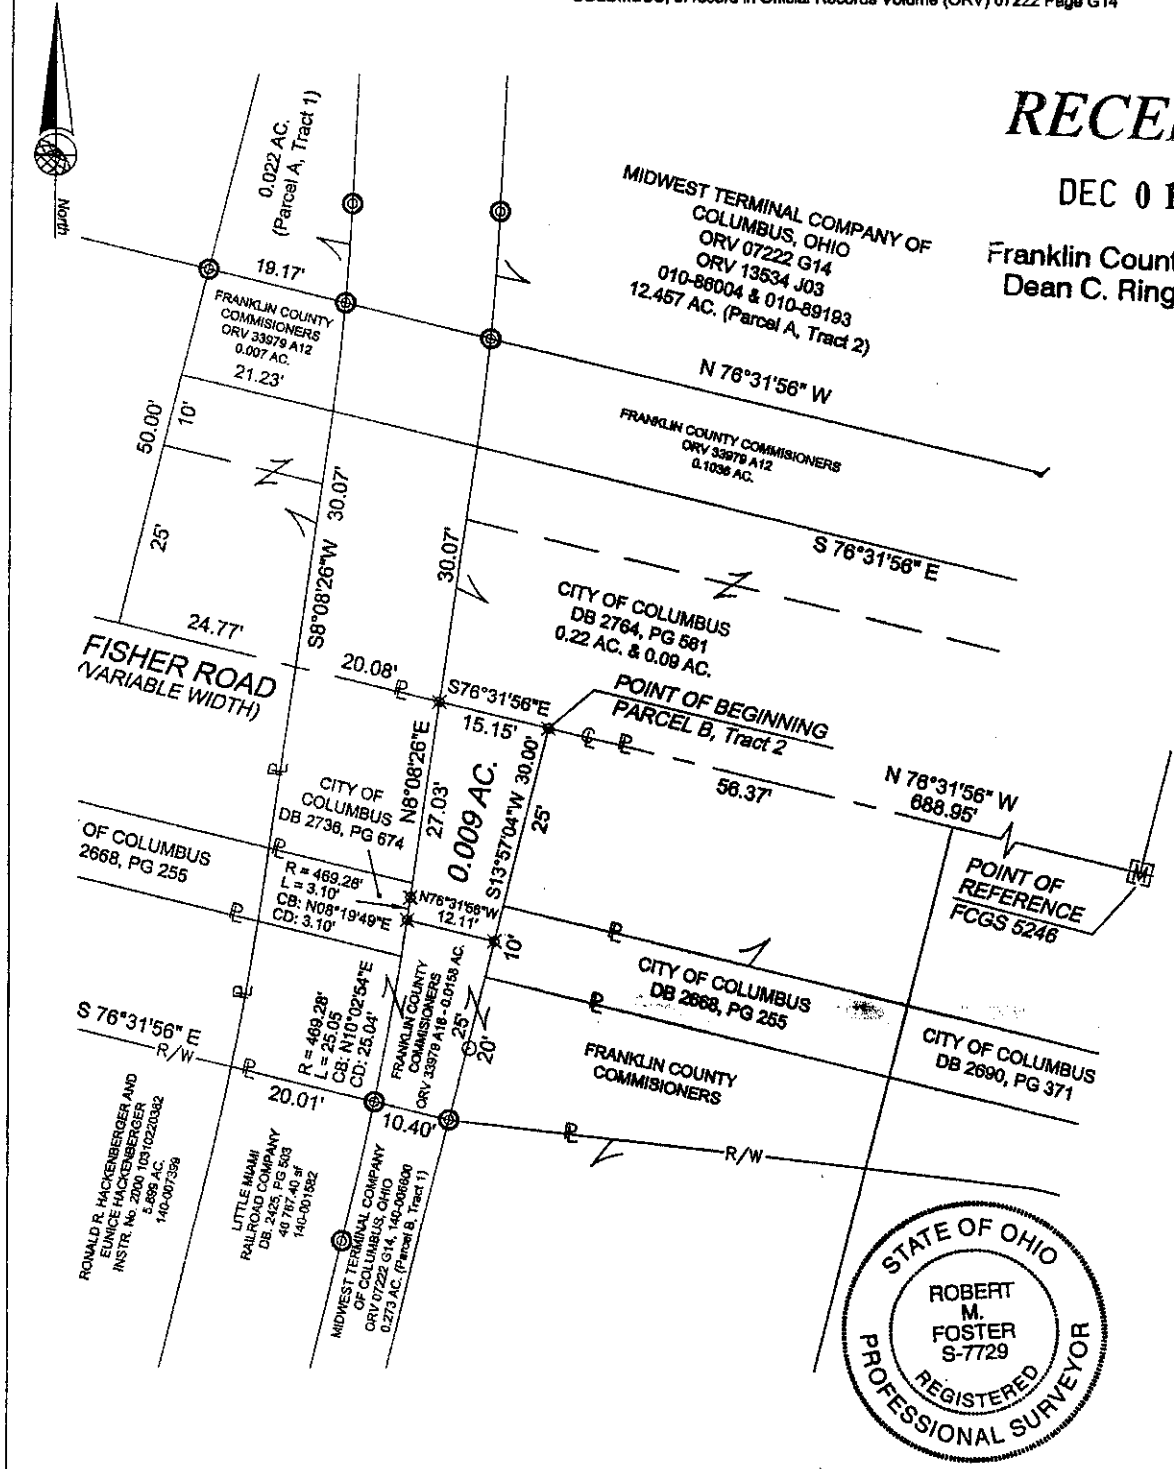 North
0.022 AC.
(Parcel A, Tract 1)
RECE
DEC 0 1
Franklin Count
Dean C. Ring
MIDWEST TERMINAL COMPANY OF
COLUMBUS, OHIO
ORV 07222 G14
ORV 13534 J03
010-86004 & 010-89193
12.457 AC. (Parcel A, Tract 2)
19.17'
FRANKLIN COUNTY
COMMISIONERS
ORV 33979 A12
0.007 AC.
21.23'
N 76°31'56" W
FRANKLIN COUNTY COMMISIONERS
ORV 33979 A12
0.1036 AC.
50.00'
10'
25'
S8°08'26"W 30.07'
30.07'
S 76°31'56" E
CITY OF COLUMBUS
DB 2764, PG 581
0.22 AC. & 0.09 AC.
24.77'
FISHER ROAD
(VARIABLE WIDTH)
20.08'
S76°31'56"E
15.15'
POINT OF BEGINNING
PARCEL B, Tract 2
56.37'
N 76°31'56" W
688.95'
POINT OF
REFERENCE
FCGS 5246
M
N8°08'26"E
27.03'
0.009 AC.
S13°57'04"W 30.00'
25'
CITY OF
COLUMBUS
DB 2736, PG 674
OF COLUMBUS
2668, PG 255
R = 469.28'
L = 3.10'
CB: N08°19'49"E
CD: 3.10'
N76°31'56"W
12.11'
10'
CITY OF COLUMBUS
DB 2668, PG 255
CITY OF COLUMBUS
DB 2690, PG 371
S 76°31'56" E
R/W
R = 469.28'
L = 25.05
CB: N10°02'54"E
CD: 25.04'
FRANKLIN COUNTY
COMMISIONERS
ORV 33979 A18 - 0.0158 AC.
25'
20'
FRANKLIN COUNTY
COMMISIONERS
20.01'
10.40'
R/W
RONALD R. HACKENBERGER AND
EUNICE HACKENBERGER
INSTR. No. 2000 10310220362
5.899 AC.
140-007399
LITTLE MIAMI
RAILROAD COMPANY
DB. 2425, PG 503
40 767.40 sf
140-001582
MIDWEST TERMINAL COMPANY
OF COLUMBUS, OHIO
ORV 07222 G14, 140-006600
0.273 AC. (Parcel B, Tract 1)
STATE OF OHIO
ROBERT
M.
FOSTER
S-7729
REGISTERED
PROFESSIONAL SURVEYOR